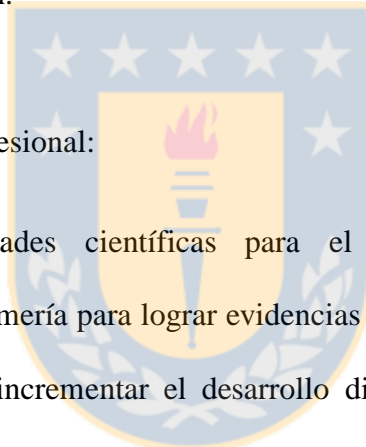 esional:
ades científicas para el
mería para lograr evidencias
incrementar el desarrollo di